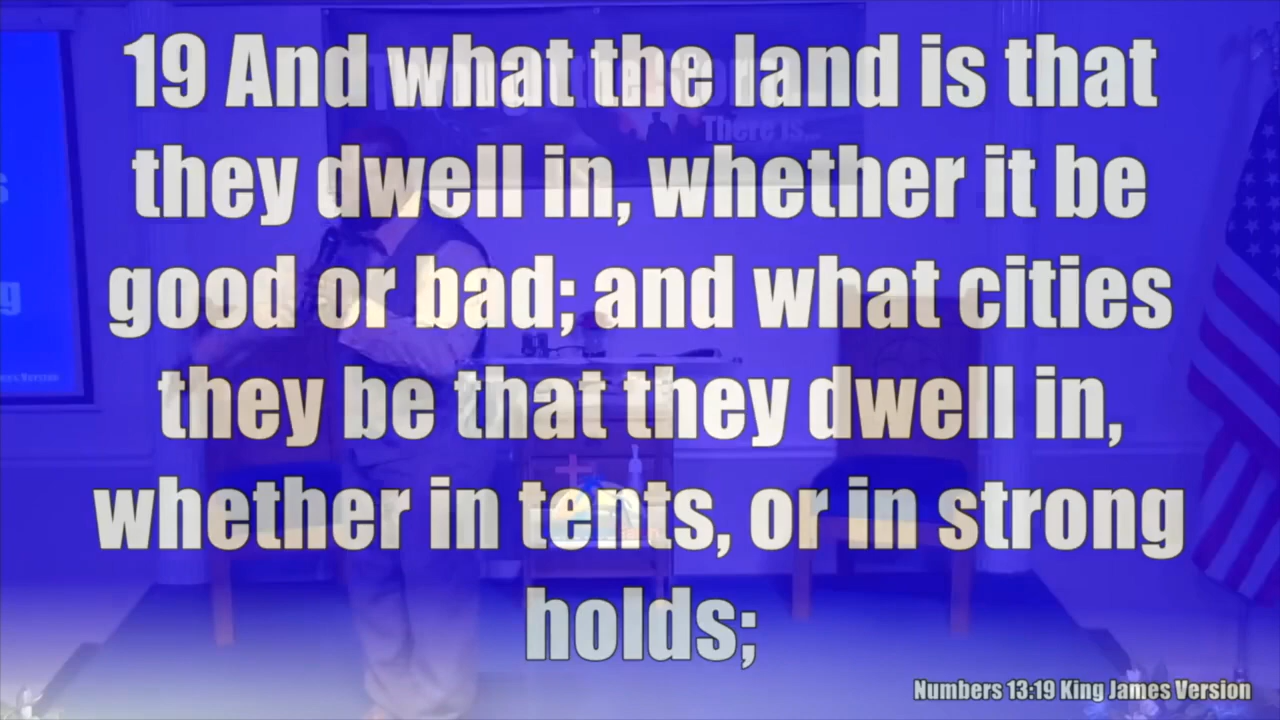 19 And what the land is that
they dwell in, whether it be
good or bad; and what cities
they be that they dwell in,
whether in tents, or in strong
holds;
Numbers 13:19 King James Version
There is...